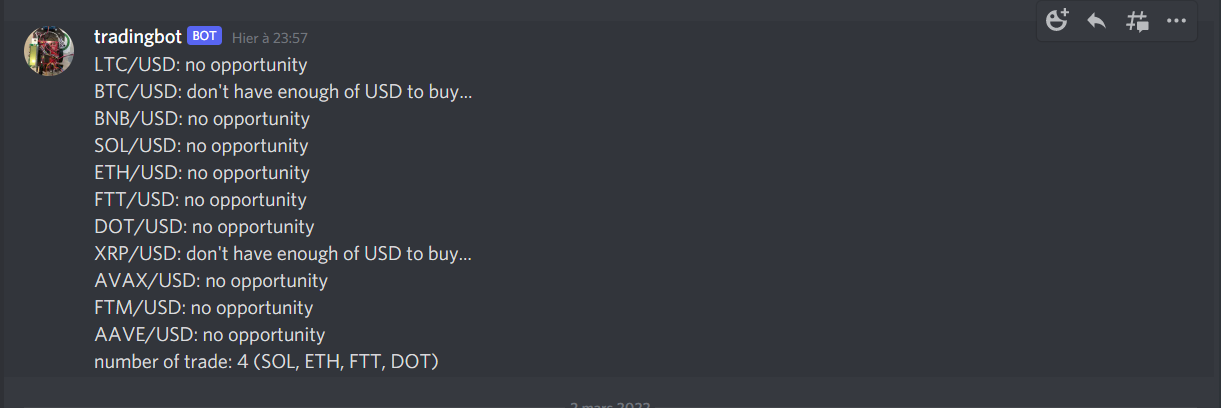 tradingbot BOT Hier à 23:57
LTC/USD: no opportunity
BTC/USD: don't have enough of USD to buy...
BNB/USD: no opportunity
SOL/USD: no opportunity
ETH/USD: no opportunity
FTT/USD: no opportunity
DOT/USD: no opportunity
XRP/USD: don't have enough of USD to buy...
AVAX/USD: no opportunity
FTM/USD: no opportunity
AAVE/USD: no opportunity
number of trade: 4 (SOL, ETH, FTT, DOT)
2 mars 2022